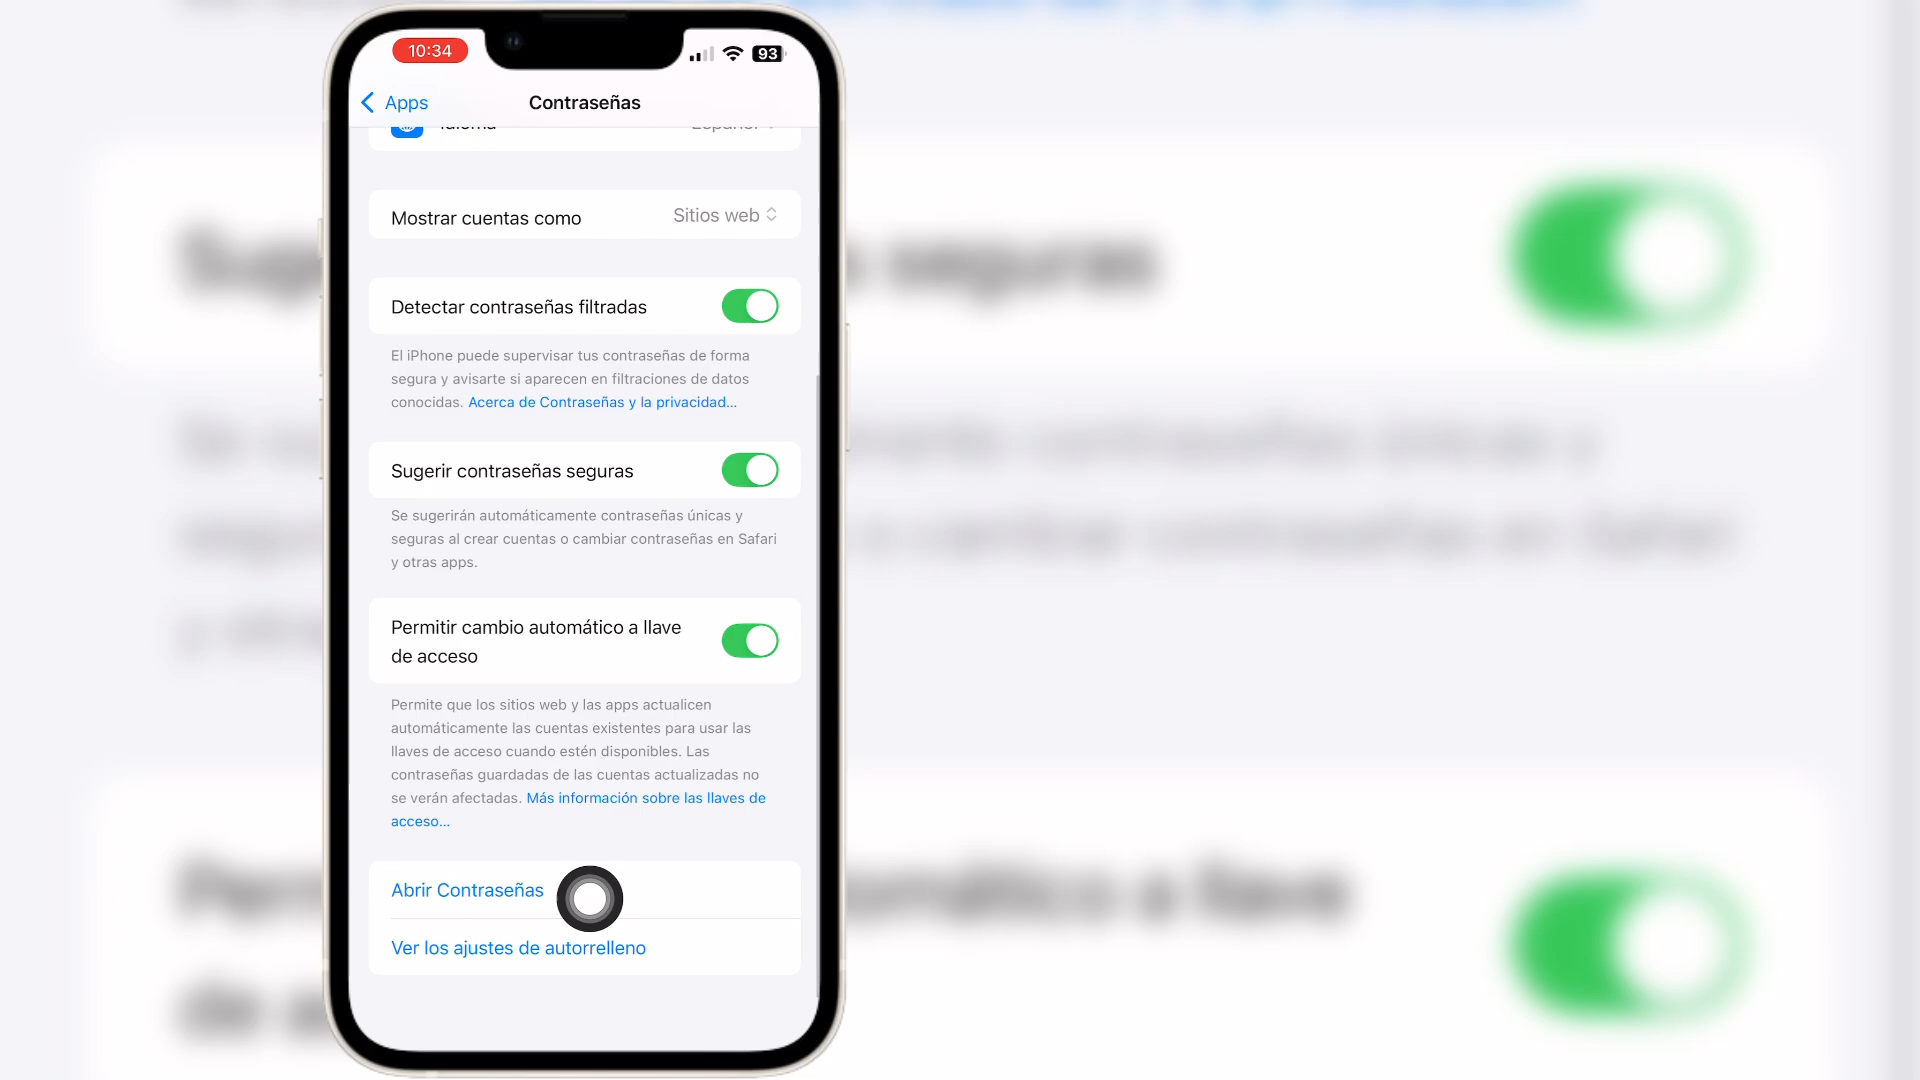 10:34
93
Apps
Contraseñas
Idioma Español
Mostrar cuentas como Sitios web
Detectar contraseñas filtradas
El iPhone puede supervisar tus contraseñas de forma
segura y avisarte si aparecen en filtraciones de datos
conocidas. Acerca de Contraseñas y la privacidad...
Sugerir contraseñas seguras
Se sugerirán automáticamente contraseñas únicas y
seguras al crear cuentas o cambiar contraseñas en Safari
y otras apps.
Permitir cambio automático a llave
de acceso
Permite que los sitios web y las apps actualicen
automáticamente las cuentas existentes para usar las
llaves de acceso cuando estén disponibles. Las
contraseñas guardadas de las cuentas actualizadas no
se verán afectadas. Más información sobre las llaves de
acceso...
Abrir Contraseñas
Ver los ajustes de autorrelleno